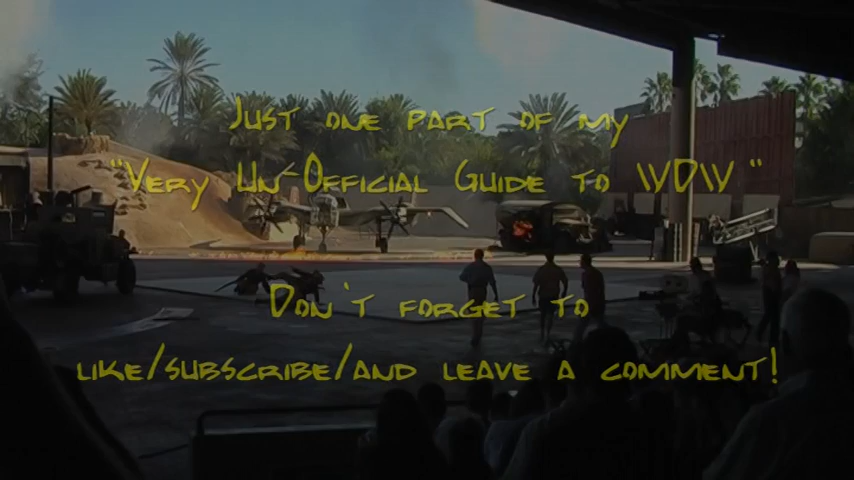 Just one part of my
"Very Un-Official Guide to WDW"
Don't forget to
like/subscribe/and leave a comment!